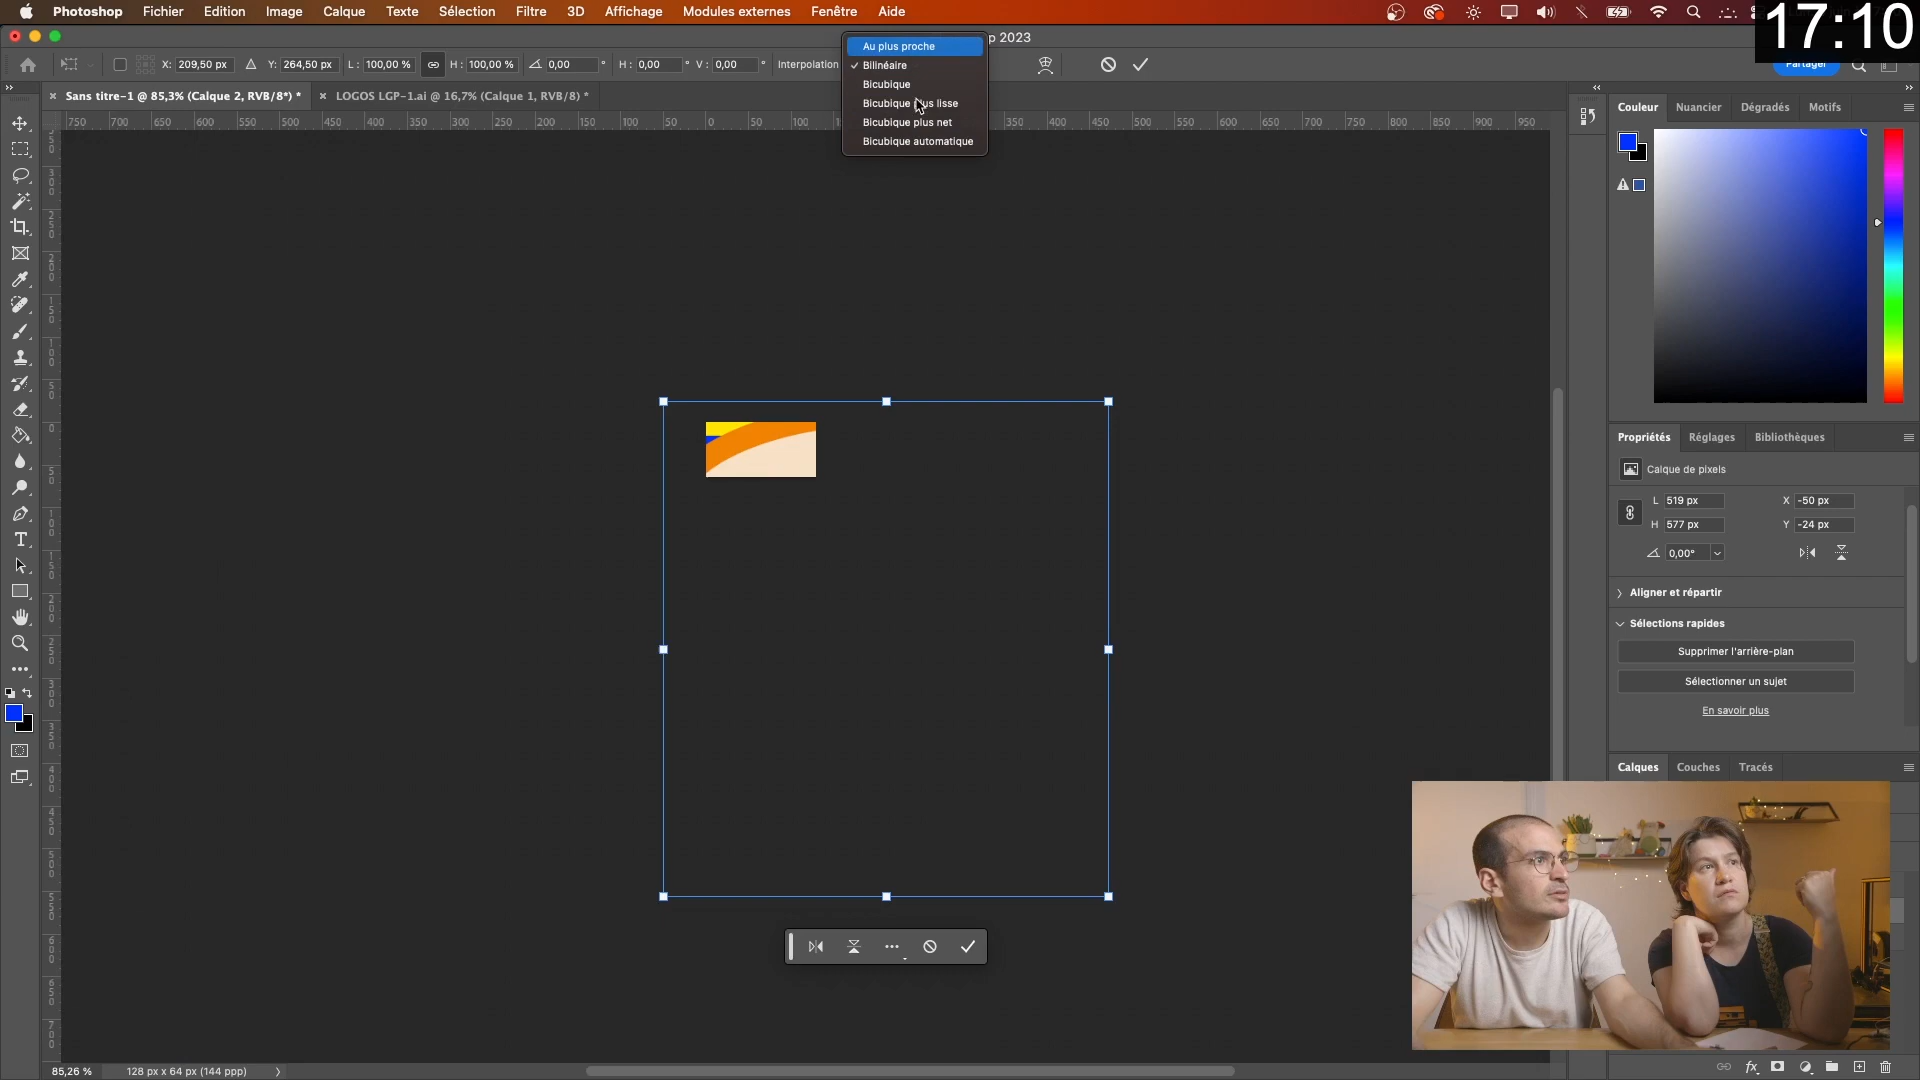 Photoshop Fichier Edition Image Calque Texte Sélection Filtre 3D Affichage Modules externes Fenêtre Aide
17:10
p 2023
Au plus proche
Bilinéaire
Bicubique
Bicubique plus lisse
Bicubique plus net
Bicubique automatique
X: 209,50 px Y: 264,50 px L: 100,00 % H: 100,00 % 0,00 ° H: 0,00 ° V: 0,00 ° Interpolation
Partager
Sans titre-1 @ 85,3% (Calque 2, RVB/8*) *
LOGOS LGP-1.ai @ 16,7% (Calque 1, RVB/8) *
750 700 650 600 550 500 450 400 350 300 250 200 150 100 50 0 50 100 350 400 450 500 550 600 650 700 750 800 850 900 950
Couleur Nuancier Dégradés Motifs
Propriétés Réglages Bibliothèques
Calque de pixels
L 519 px X -50 px
H 577 px Y -24 px
0,00°
Aligner et répartir
Sélections rapides
Supprimer l'arrière-plan
Sélectionner un sujet
En savoir plus
Calques Couches Tracés
85,26 % 128 px x 64 px (144 ppp)